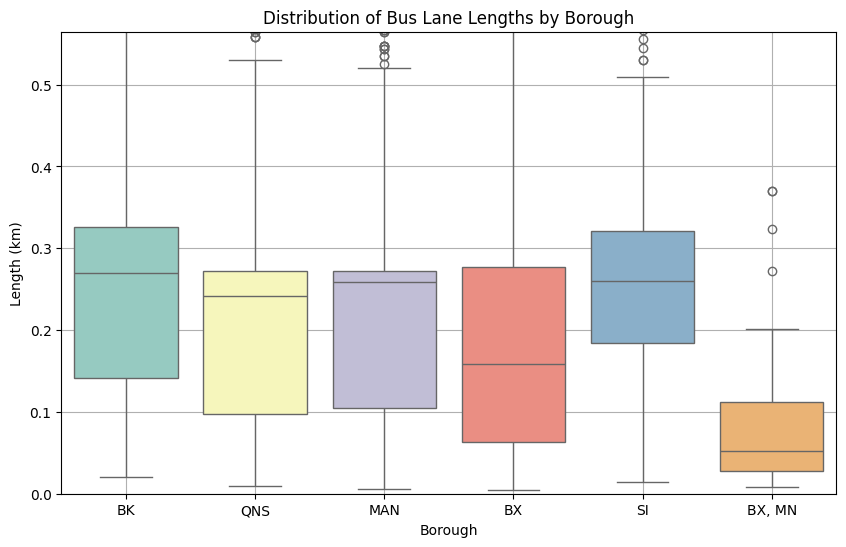 Distribution of Bus Lane Lengths by Borough
Length (km)
0.5
0.4
0.3
0.2
0.1
0.0
BK QNS MAN BX SI BX, MN
Borough